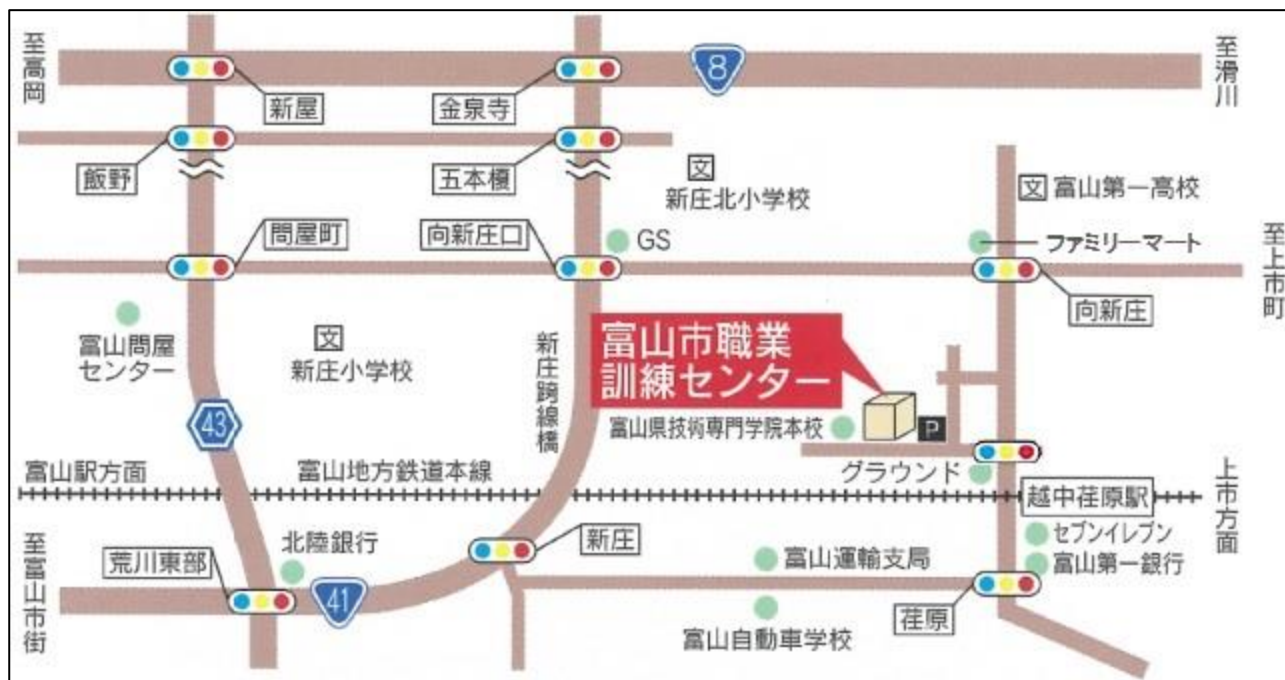 至高岡
8
至滑川
新屋
金泉寺
飯野
五本榎
文
新庄北小学校
文 富山第一高校
問屋町
向新庄口
GS
ファミリーマート
至上市町
向新庄
富山問屋
センター
文
新庄小学校
新庄跨線橋
富山市職業
訓練センター
富山県技術専門学院本校
P
43
グラウンド
富山駅方面
富山地方鉄道本線
越中荏原駅
上市方面
セブンイレブン
富山第一銀行
北陸銀行
新庄
富山運輸支局
荒川東部
至富山市街
41
荏原
富山自動車学校